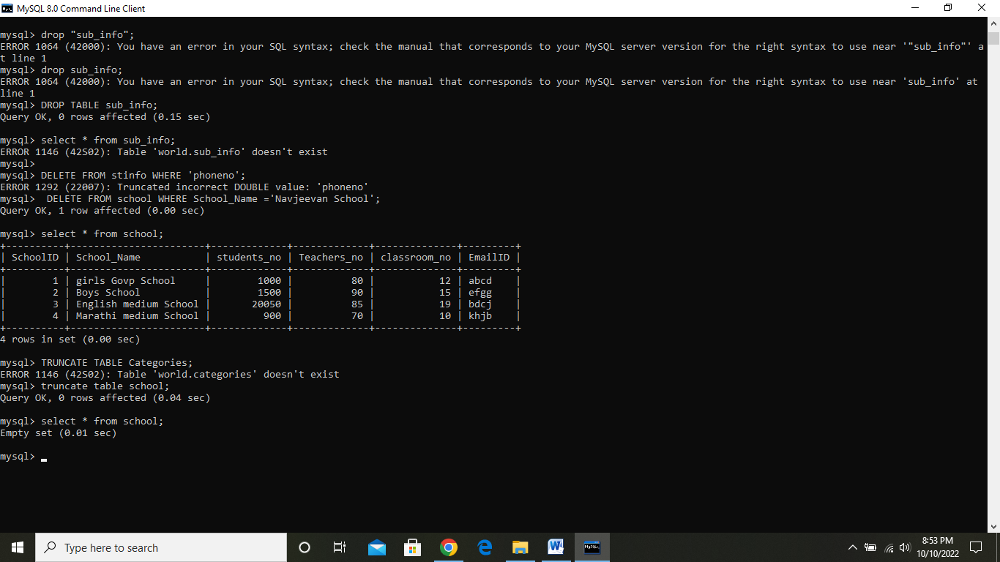 MySQL 8.0 Command Line Client
mysql> drop "sub_info";
ERROR 1064 (42000): You have an error in your SQL syntax; check the manual that corresponds to your MySQL server version for the right syntax to use near '"sub_info"' a
t line 1
mysql> drop sub_info;
ERROR 1064 (42000): You have an error in your SQL syntax; check the manual that corresponds to your MySQL server version for the right syntax to use near 'sub_info' at
line 1
mysql> DROP TABLE sub_info;
Query OK, 0 rows affected (0.15 sec)

mysql> select * from sub_info;
ERROR 1146 (42S02): Table 'world.sub_info' doesn't exist
mysql>
mysql> DELETE FROM stinfo WHERE 'phoneno';
ERROR 1292 (22007): Truncated incorrect DOUBLE value: 'phoneno'
mysql>  DELETE FROM school WHERE School_Name ='Navjeevan School';
Query OK, 1 row affected (0.00 sec)

mysql> select * from school;
+----------+-----------------------+-------------+-------------+--------------+---------+
| SchoolID | School_Name           | students_no | Teachers_no | classroom_no | EmailID |
+----------+-----------------------+-------------+-------------+--------------+---------+
|        1 | girls Govp School     |        1000 |          80 |           12 | abcd    |
|        2 | Boys School           |        1500 |          90 |           15 | efgg    |
|        3 | English medium School |       20050 |          85 |           19 | bdcj    |
|        4 | Marathi medium School |         900 |          70 |           10 | khjb    |
+----------+-----------------------+-------------+-------------+--------------+---------+
4 rows in set (0.00 sec)

mysql> TRUNCATE TABLE Categories;
ERROR 1146 (42S02): Table 'world.categories' doesn't exist
mysql> truncate table school;
Query OK, 0 rows affected (0.04 sec)

mysql> select * from school;
Empty set (0.01 sec)

mysql> _
Type here to search
8:53 PM
10/10/2022